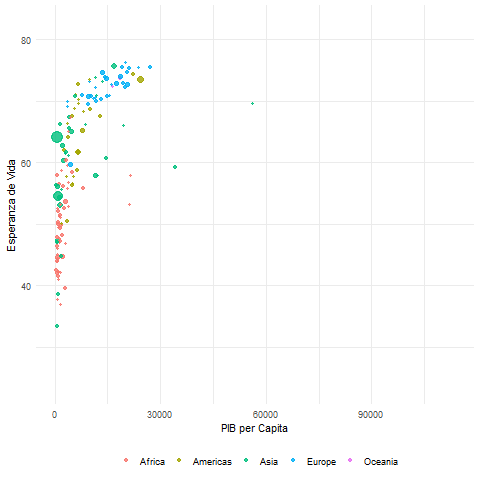 80
60
40
Esperanza de Vida
0 30000 60000 90000
PIB per Capita
Africa Americas Asia Europe Oceania